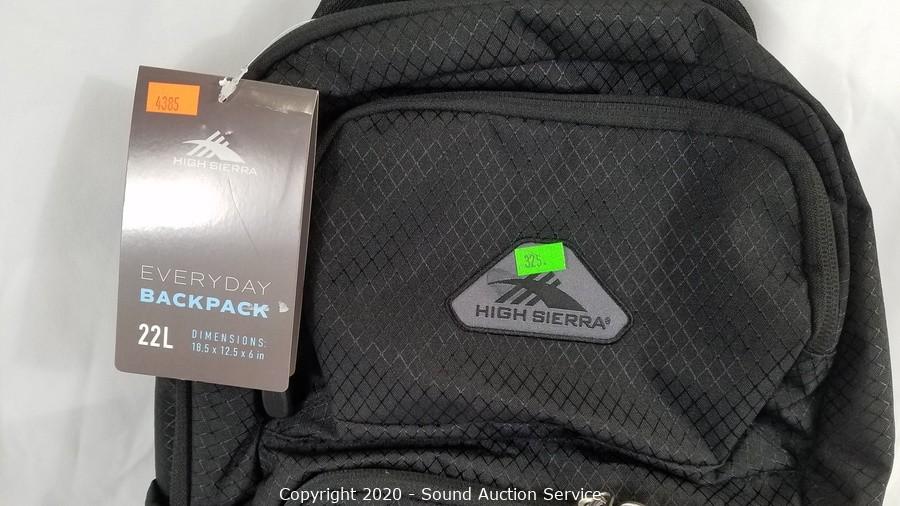 4385
HIGH SIERRA
EVERYDAY
BACKPACK
22L
DIMENSIONS:
18.5 x 12.5 x 6 in
325.
HIGH SIERRA®
Copyright 2020 - Sound Auction Service